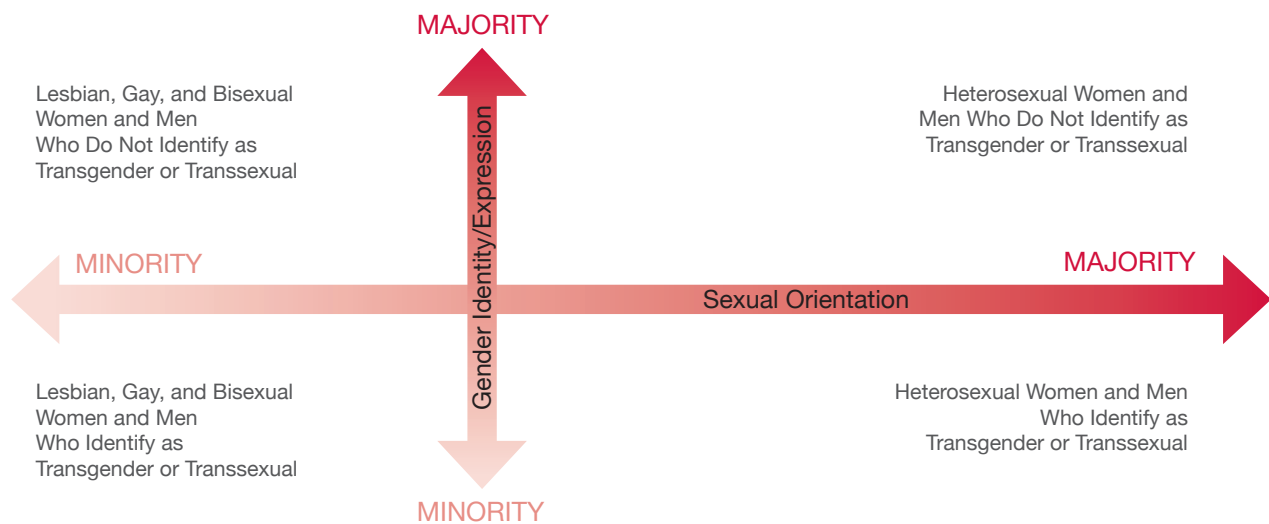 MAJORITY
Lesbian, Gay, and Bisexual
Women and Men
Who Do Not Identify as
Transgender or Transsexual
Heterosexual Women and
Men Who Do Not Identify as
Transgender or Transsexual
Gender Identity/Expression
MINORITY
MAJORITY
Sexual Orientation
Lesbian, Gay, and Bisexual
Women and Men
Who Identify as
Transgender or Transsexual
Heterosexual Women and Men
Who Identify as
Transgender or Transsexual
MINORITY